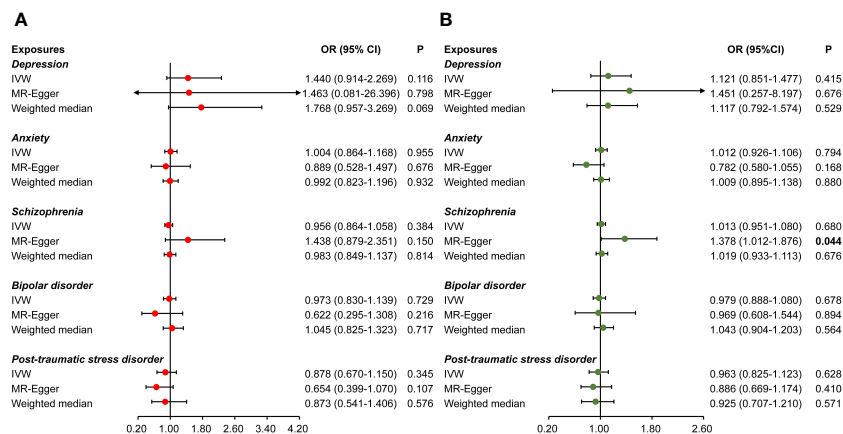 A
Exposures OR (95% CI) P
Depression
IVW 1.440 (0.914-2.269) 0.116
MR-Egger 1.463 (0.081-26.396) 0.798
Weighted median 1.768 (0.957-3.269) 0.069
Anxiety
IVW 1.004 (0.864-1.168) 0.955
MR-Egger 0.889 (0.528-1.497) 0.676
Weighted median 0.992 (0.823-1.196) 0.932
Schizophrenia
IVW 0.956 (0.864-1.058) 0.384
MR-Egger 1.438 (0.879-2.351) 0.150
Weighted median 0.983 (0.849-1.137) 0.814
Bipolar disorder
IVW 0.973 (0.830-1.139) 0.729
MR-Egger 0.622 (0.295-1.308) 0.216
Weighted median 1.045 (0.825-1.323) 0.717
Post-traumatic stress disorder
IVW 0.878 (0.670-1.150) 0.345
MR-Egger 0.654 (0.399-1.070) 0.107
Weighted median 0.873 (0.541-1.406) 0.576
0.20 1.00 1.80 2.60 3.40 4.20
B
Exposures OR (95%CI) P
Depression
IVW 1.121 (0.851-1.477) 0.415
MR-Egger 1.451 (0.257-8.197) 0.676
Weighted median 1.117 (0.792-1.574) 0.529
Anxiety
IVW 1.012 (0.926-1.106) 0.794
MR-Egger 0.782 (0.580-1.055) 0.168
Weighted median 1.009 (0.895-1.138) 0.880
Schizophrenia
IVW 1.013 (0.951-1.080) 0.680
MR-Egger 1.378 (1.012-1.876) 0.044
Weighted median 1.019 (0.933-1.113) 0.676
Bipolar disorder
IVW 0.979 (0.888-1.080) 0.678
MR-Egger 0.969 (0.608-1.544) 0.894
Weighted median 1.043 (0.904-1.203) 0.564
Post-traumatic stress disorder
IVW 0.963 (0.825-1.123) 0.628
MR-Egger 0.886 (0.669-1.174) 0.410
Weighted median 0.925 (0.707-1.210) 0.571
0.20 1.00 1.80 2.60